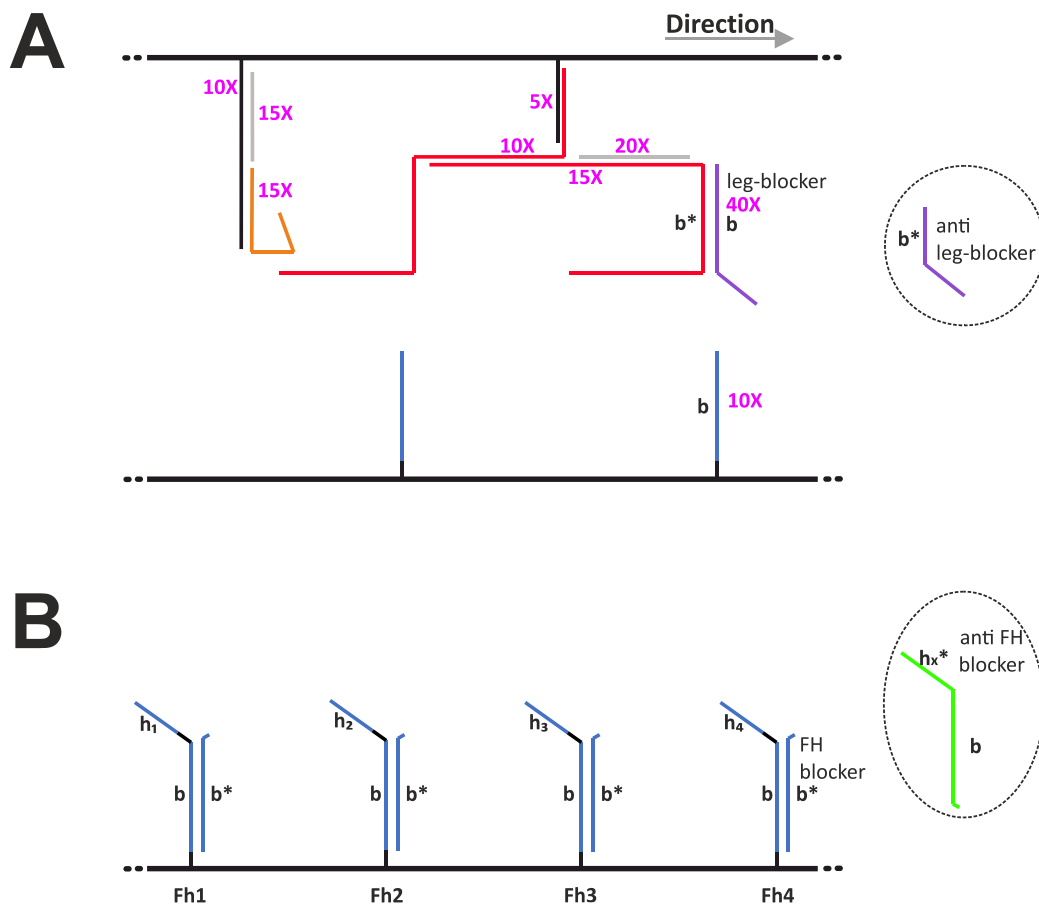 A
Direction
10X
15X
5X
10X
20X
15X
15X
leg-blocker
40X
b*
b
b*
anti
leg-blocker
b
10X
B
anti FH
blocker
hx*
b
h1
h2
h3
h4
FH
blocker
b
b*
b
b*
b
b*
b
b*
Fh1
Fh2
Fh3
Fh4